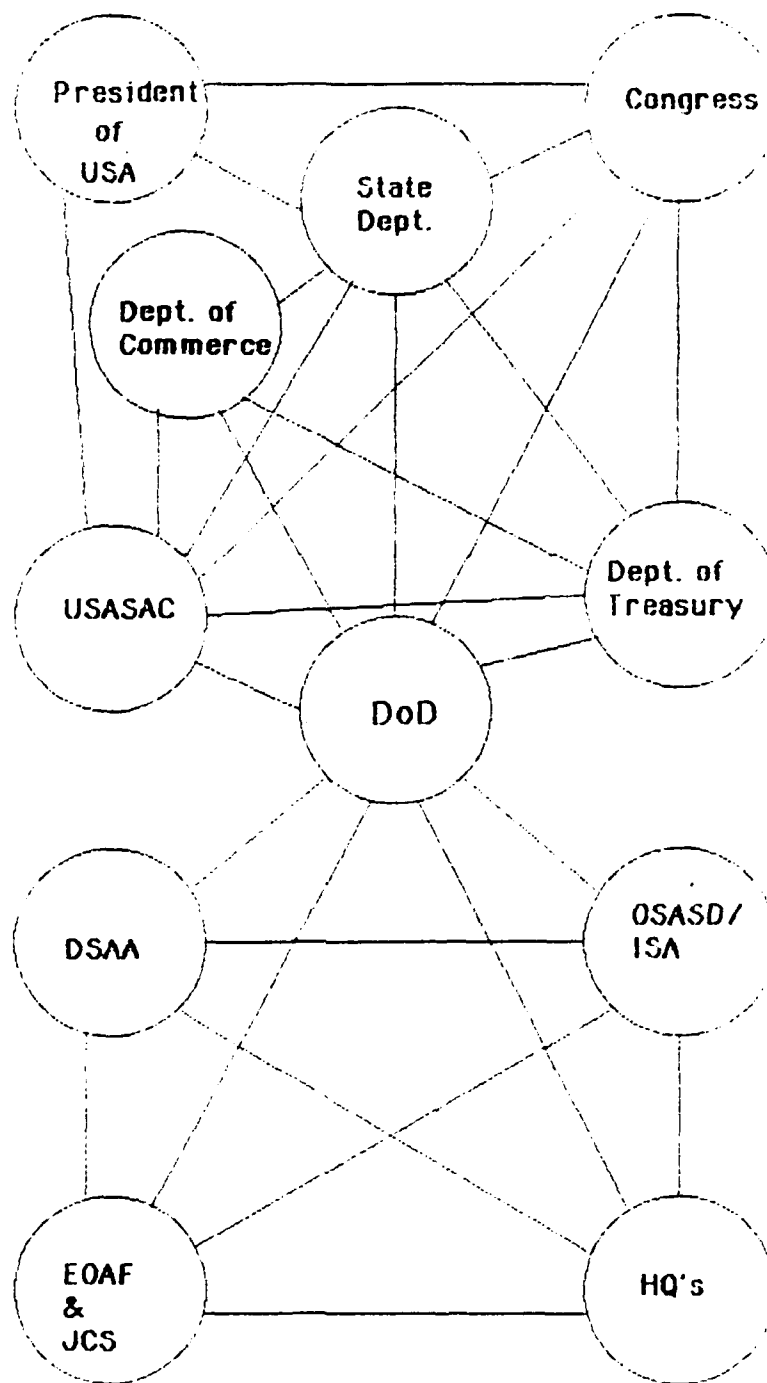 President
of
USA
Congress
State
Dept.
Dept. of
Commerce
USASAC
Dept. of
Treasury
DoD
DSAA
OSASD/
ISA
EOAF
&
JCS
HQ's